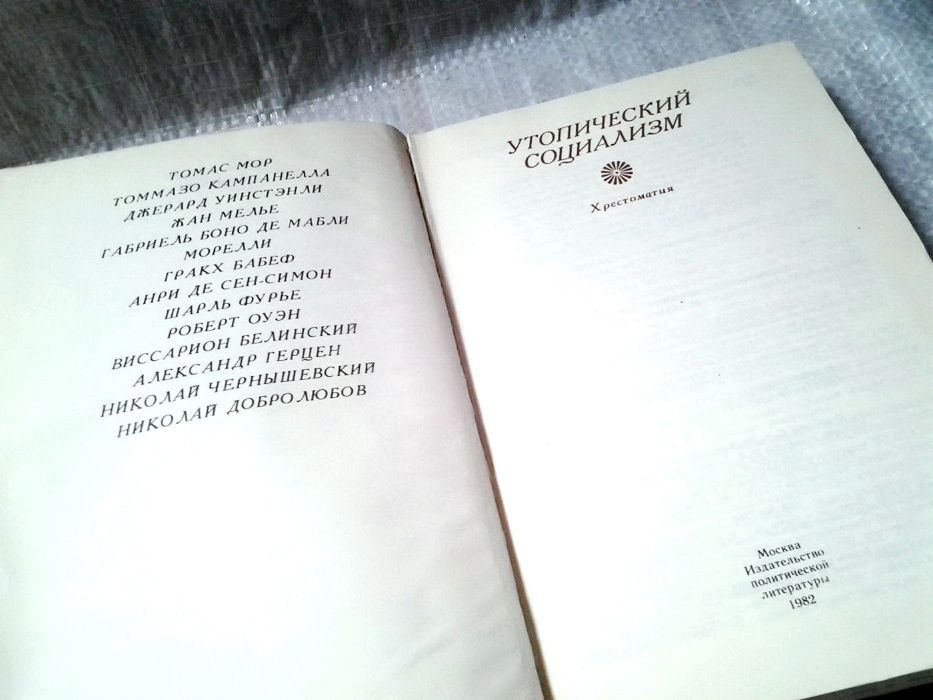 ТОМАС МОР
ТОММАЗО КАМПАНЕЛЛА
ДЖЕРАРД УИНСТЭНЛИ
ЖАН МЕЛЬЕ
ГАБРИЕЛЬ БОНО ДЕ МАБЛИ
МОРЕЛЛИ
ГРАКХ БАБЕФ
АНРИ ДЕ СЕН-СИМОН
ШАРЛЬ ФУРЬЕ
РОБЕРТ ОУЭН
ВИССАРИОН БЕЛИНСКИЙ
АЛЕКСАНДР ГЕРЦЕН
НИКОЛАЙ ЧЕРНЫШЕВСКИЙ
НИКОЛАЙ ДОБРОЛЮБОВ
УТОПИЧЕСКИЙ
СОЦИАЛИЗМ
Хрестоматия
Москва
Издательство
политической
литературы
1982